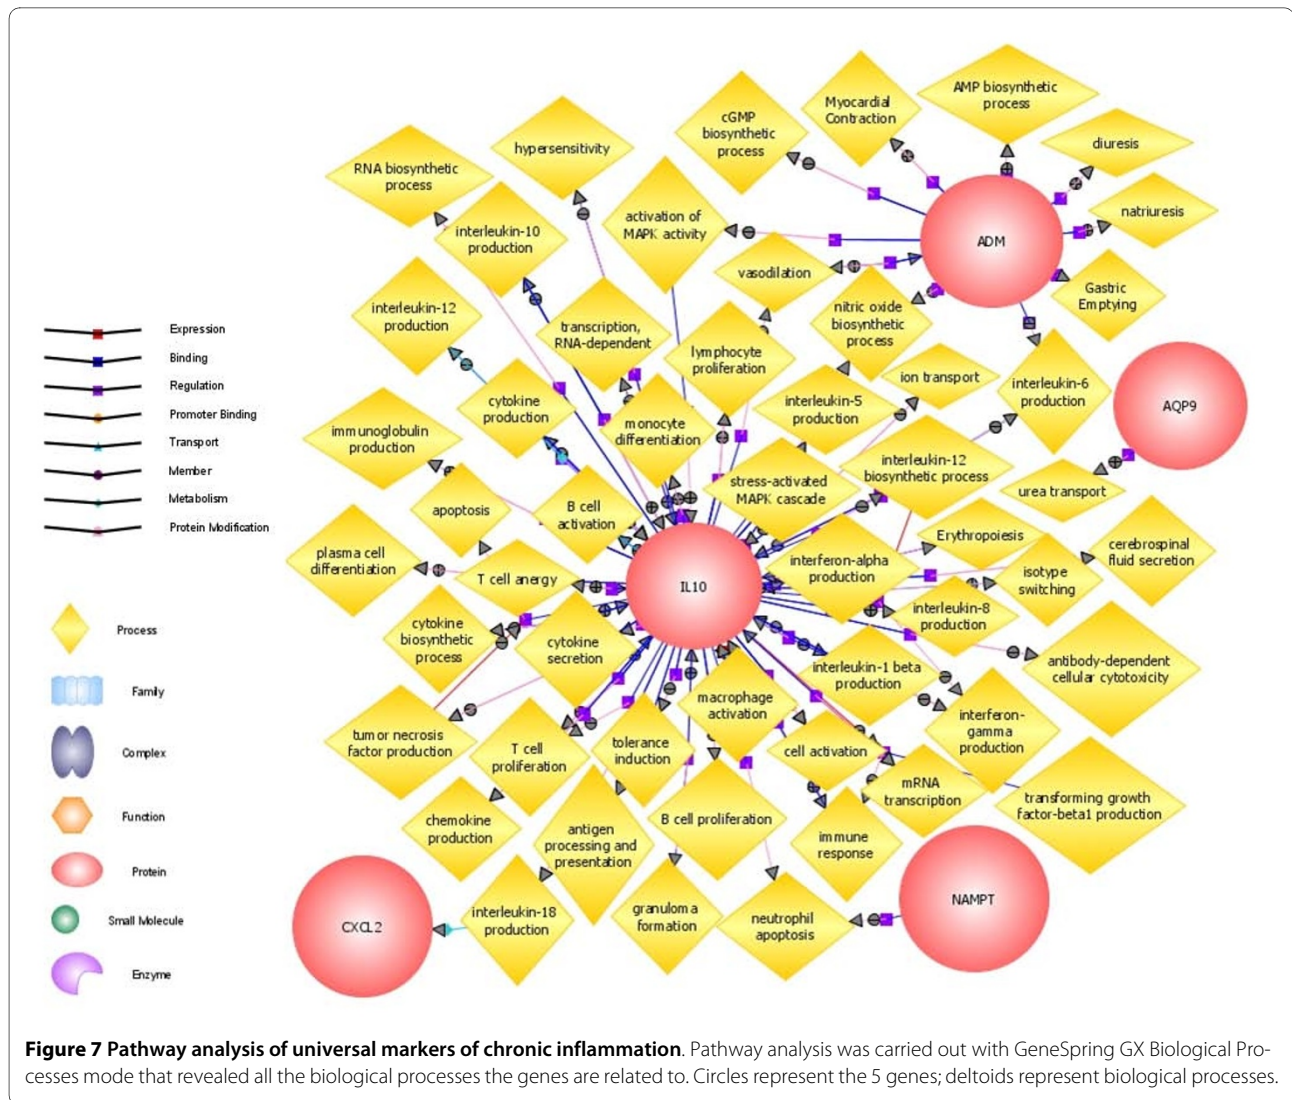 AMP biosynthetic
process
Myocardial
Contraction
cGMP
biosynthetic
process
diuresis
hypersensitivity
RNA biosynthetic
process
natriuresis
activation of
MAPK activity
interleukin-10
production
ADM
vasodilation
Gastric
Emptying
interleukin-12
production
nitric oxide
biosynthetic
process
transcription,
RNA-dependent
lymphocyte
proliferation
ion transport
interleukin-6
production
cytokine
production
interleukin-5
production
AQP9
immunoglobulin
production
monocyte
differentiation
interleukin-12
biosynthetic process
stress-activated
MAPK cascade
urea transport
apoptosis
B cell
activation
Erythropoiesis
cerebrospinal
fluid secretion
plasma cell
differentiation
T cell anergy
IL10
interferon-alpha
production
isotype
switching
interleukin-8
production
cytokine
biosynthetic
process
cytokine
secretion
interleukin-1 beta
production
antibody-dependent
cellular cytotoxicity
macrophage
activation
interferon-
gamma
production
tumor necrosis
factor production
T cell
proliferation
tolerance
induction
cell activation
mRNA
transcription
transforming growth
factor-beta1 production
chemokine
production
antigen
processing and
presentation
B cell proliferation
immune
response
CXCL2
interleukin-18
production
granuloma
formation
neutrophil
apoptosis
NAMPT
Expression
Binding
Regulation
Promoter Binding
Transport
Member
Metabolism
Protein Modification
Process
Family
Complex
Function
Protein
Small Molecule
Enzyme
Figure 7 Pathway analysis of universal markers of chronic inflammation. Pathway analysis was carried out with GeneSpring GX Biological Pro-
cesses mode that revealed all the biological processes the genes are related to. Circles represent the 5 genes; deltoids represent biological processes.